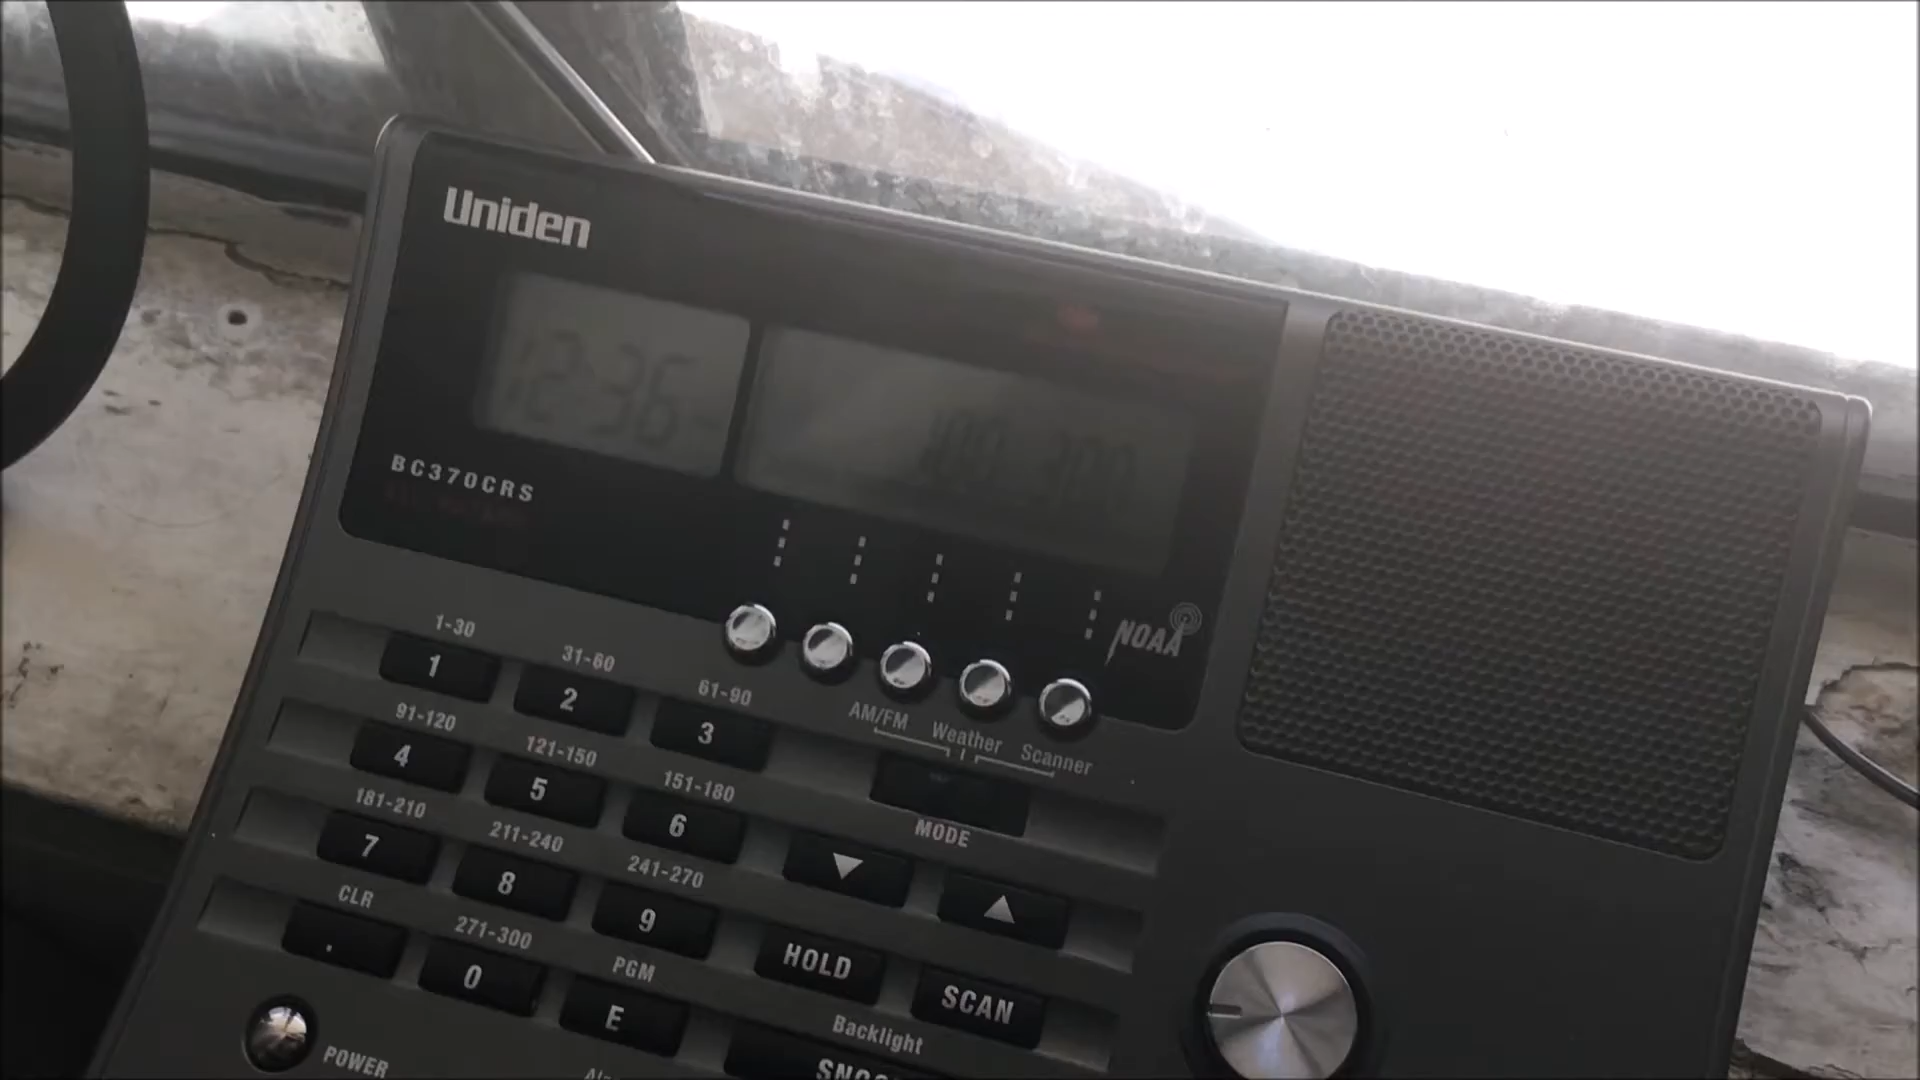 Uniden
12:36
BC370CRS
NOAA
AM/FM Weather Scanner
MODE
1-30 31-60 61-90
1 2 3
91-120 121-150 151-180
4 5 6
181-210 211-240 241-270
7 8 9
CLR 271-300 PGM
. 0 E
HOLD SCAN
Backlight
POWER